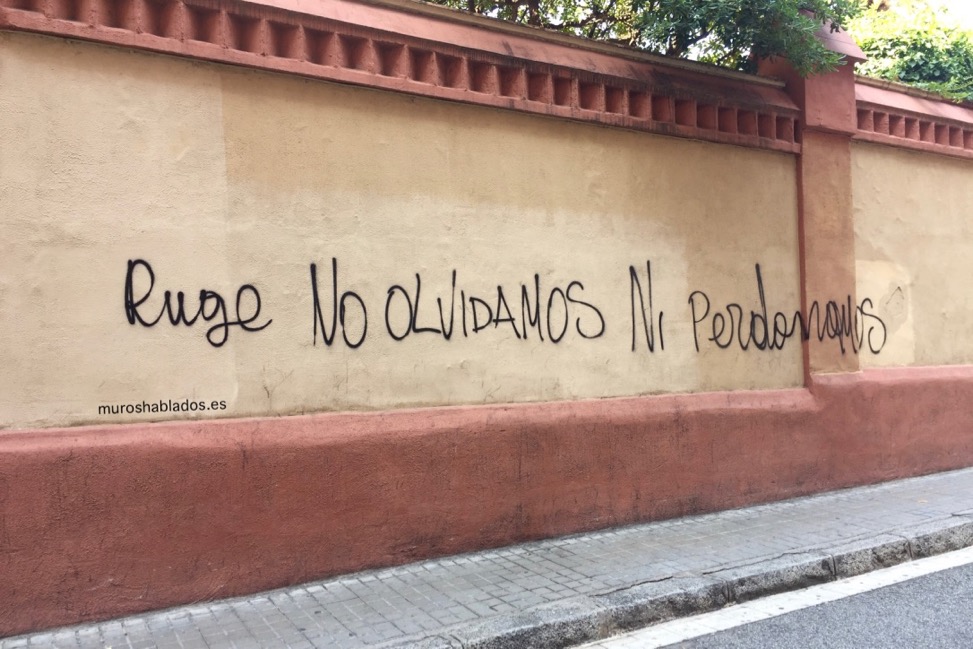 Ruge No OLVIDAMOS Ni Perdonamos
muroshablados.es